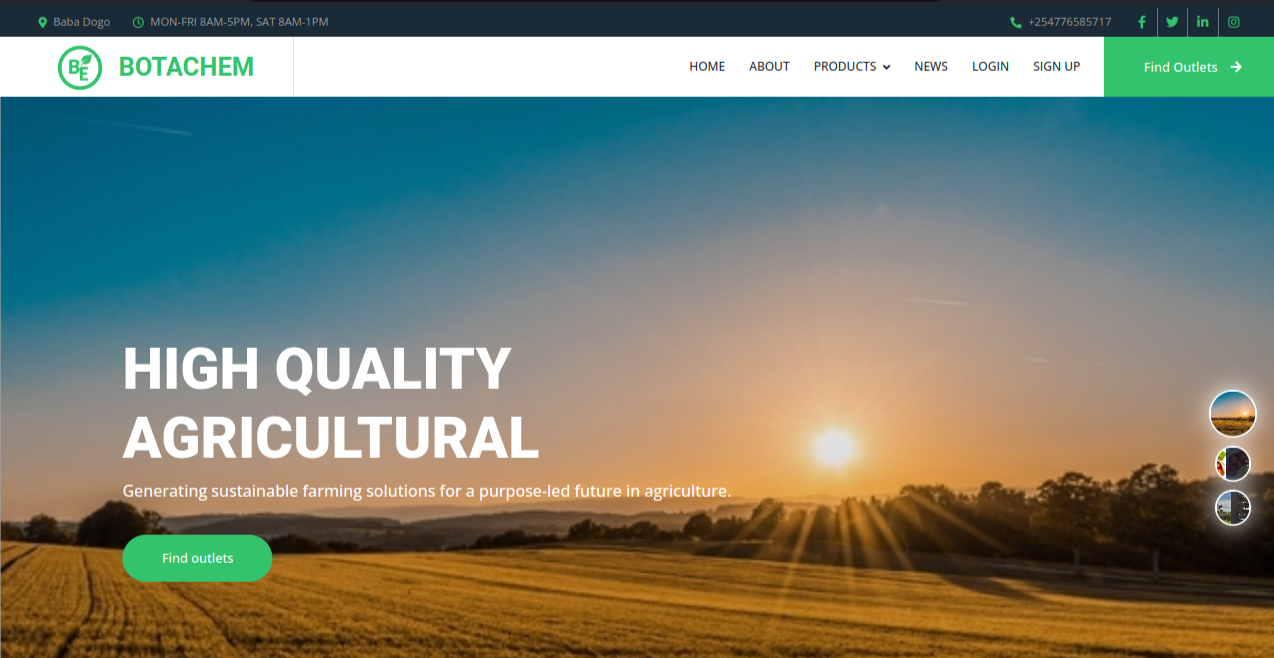 Baba Dogo MON-FRI 8AM-5PM, SAT 8AM-1PM +254776585717
BE BOTACHEM HOME ABOUT PRODUCTS NEWS LOGIN SIGN UP Find Outlets
HIGH QUALITY
AGRICULTURAL
Generating sustainable farming solutions for a purpose-led future in agriculture.
Find outlets